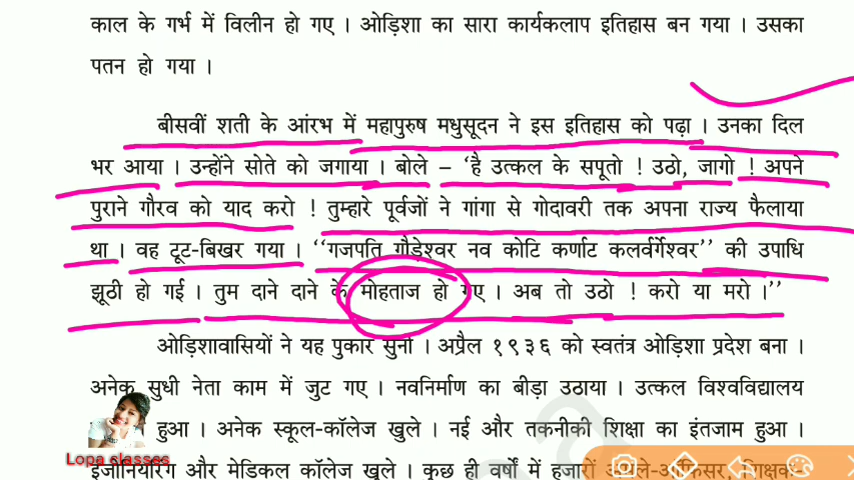 काल के गर्भ में विलीन हो गए । ओड़िशा का सारा कार्यकलाप इतिहास बन गया । उसका
पतन हो गया ।
बीसवीं शती के आंरभ में महापुरुष मधुसूदन ने इस इतिहास को पढ़ा । उनका दिल
भर आया । उन्होंने सोते को जगाया । बोले – ‘है उत्कल के सपूतो ! उठो, जागो ! अपने
पुराने गौरव को याद करो ! तुम्हारे पूर्वजों ने गंगा से गोदावरी तक अपना राज्य फैलाया
था । वह टूट-बिखर गया । ‘‘गजपति गौड़ेश्वर नव कोटि कर्णाट कलवर्गेश्वर’’ की उपाधि
झूठी हो गई । तुम दाने दाने के मोहताज हो गए । अब तो उठो ! करो या मरो ।’’
ओड़िशावासियों ने यह पुकार सुनी । अप्रैल १९३६ को स्वतंत्र ओड़िशा प्रदेश बना ।
अनेक सुधी नेता काम में जुट गए । नवनिर्माण का बीड़ा उठाया । उत्कल विश्वविद्यालय
हुआ । अनेक स्कूल-कॉलेज खुले । नई और तकनीकी शिक्षा का इंतजाम हुआ ।
Lopa classes
इंजीनियरिंग और मेडिकल कॉलेज खुले । कुछ ही वर्षों में हजारों